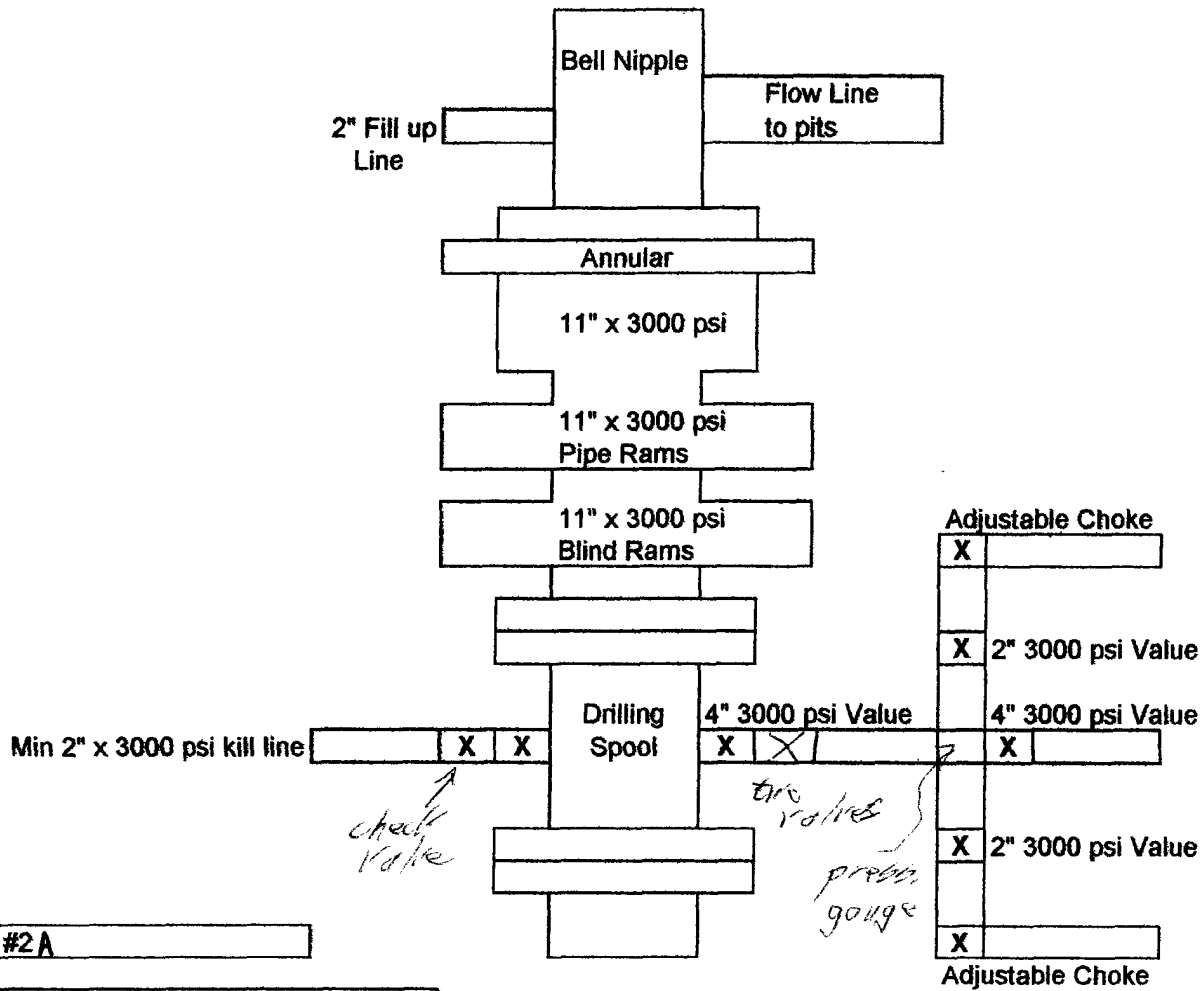 Bell Nipple
Flow Line
to pits
2" Fill up
Line
Annular
11" x 3000 psi
11" x 3000 psi
Pipe Rams
11" x 3000 psi
Blind Rams
Adjustable Choke
X
X 2" 3000 psi Value
Drilling
Spool
4" 3000 psi Value
4" 3000 psi Value
Min 2" x 3000 psi kill line
X X
X X
X
check
valve
two
valves
press.
gouge
X 2" 3000 psi Value
#2A
X
Adjustable Choke